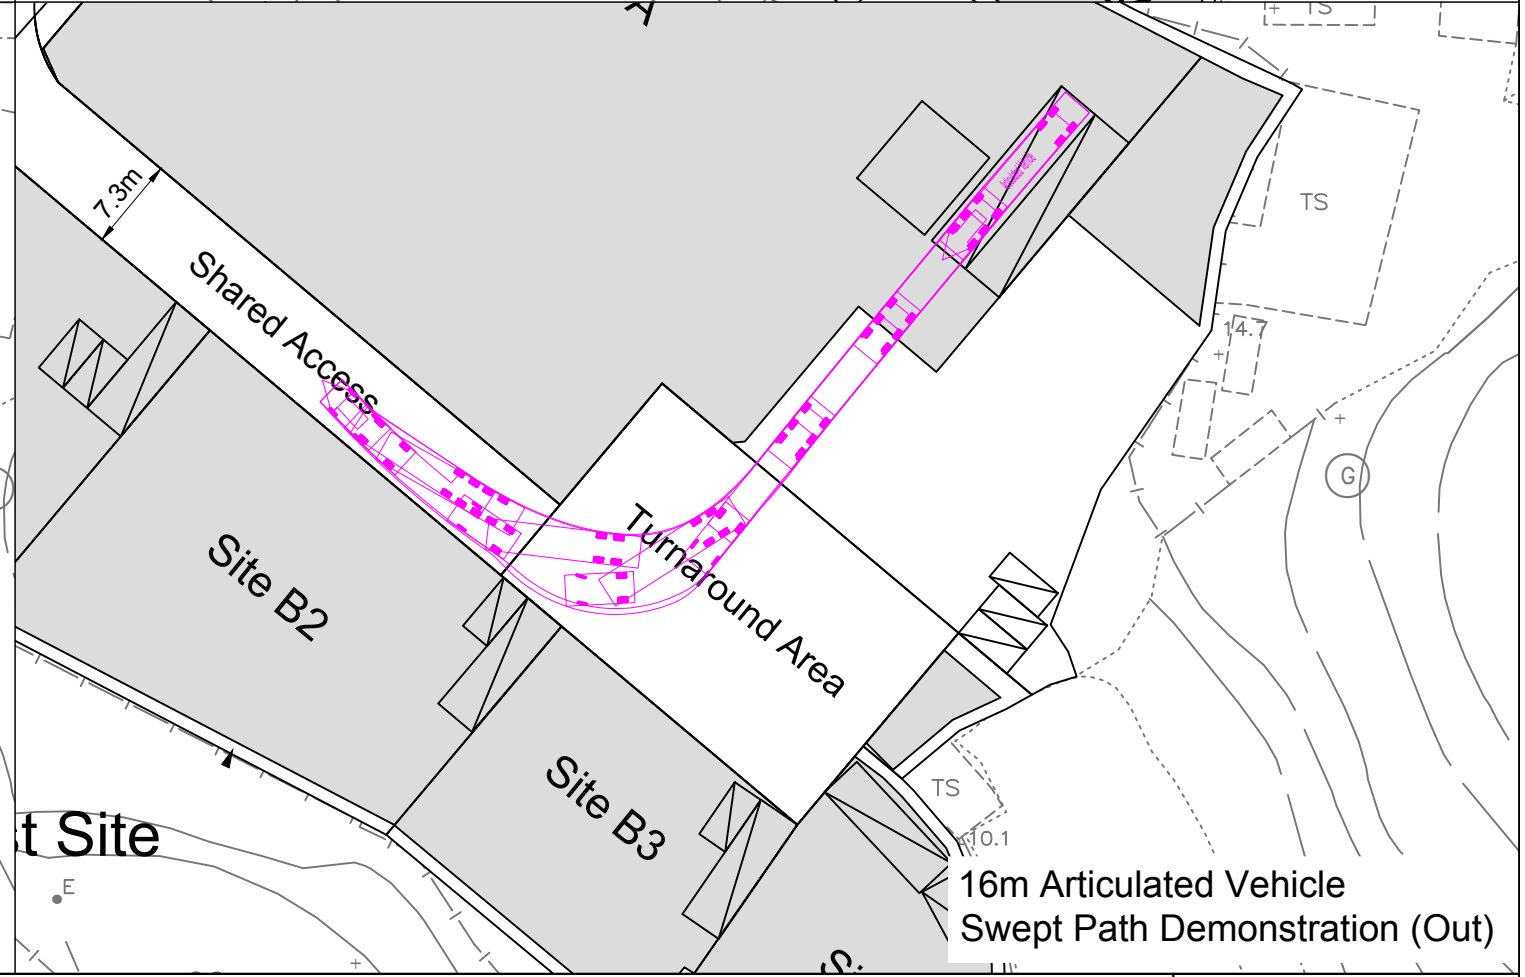 A
TS
TS
7.3m
Shared Access
14.7
G
Turnaround Area
Site B2
Site B3
TS
10.1
t Site
E
16m Articulated Vehicle
Swept Path Demonstration (Out)